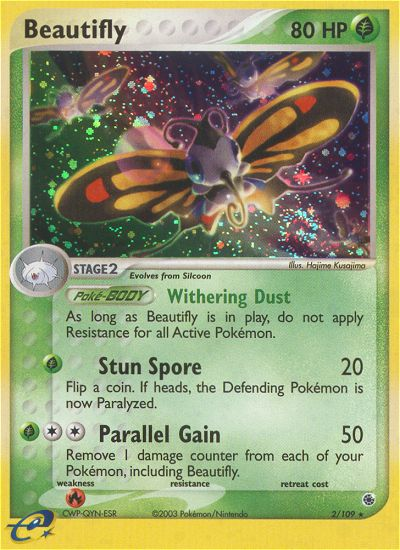 Beautifly 80 HP
STAGE2
Evolves from Silcoon
Illus. Hajime Kusajima
Poké-BODY Withering Dust
As long as Beautifly is in play, do not apply
Resistance for all Active Pokémon.
Stun Spore 20
Flip a coin. If heads, the Defending Pokémon is
now Paralyzed.
Parallel Gain 50
Remove 1 damage counter from each of your
Pokémon, including Beautifly.
weakness resistance retreat cost
e CWP-QYN-ESR ©2003 Pokémon/Nintendo 2/109 ★